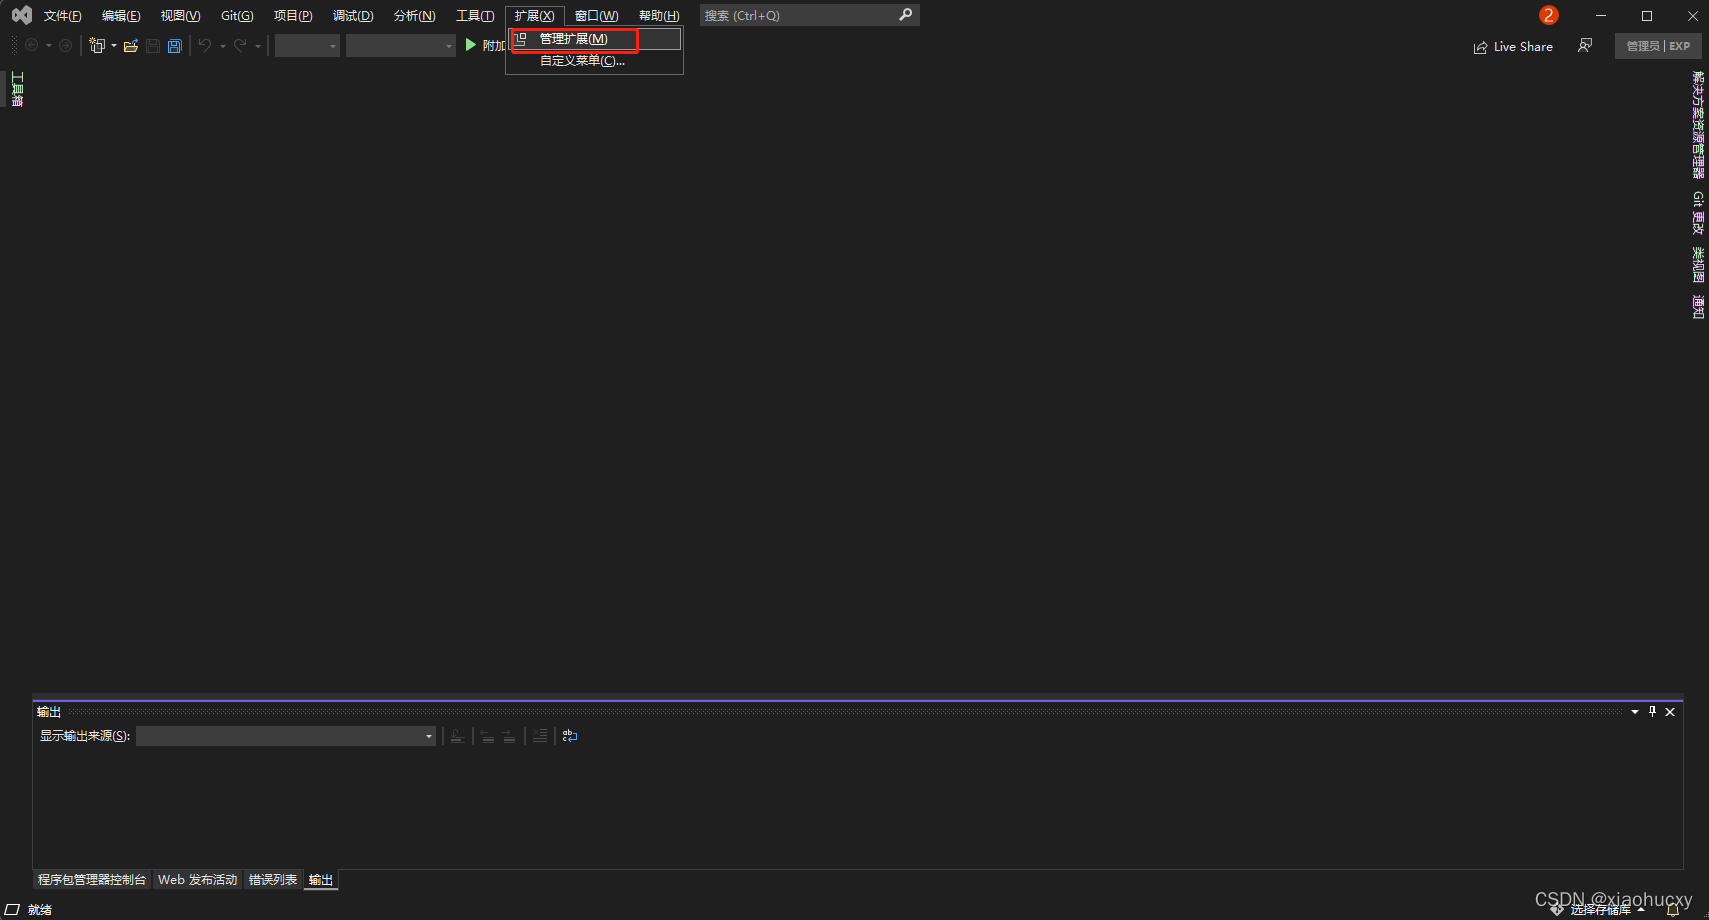 文件(F) 编辑(E) 视图(V) Git(G) 项目(P) 调试(D) 分析(N) 工具(T) 扩展(X) 窗口(W) 帮助(H) 搜索 (Ctrl+Q) 2
附加
管理扩展(M)
自定义菜单(C)...
Live Share
管理员 | EXP
工具箱
解决方案资源管理器
Git 更改
类视图
通知
输出
显示输出来源(S):
程序包管理器控制台 Web 发布活动 错误列表 输出
就绪
选择存储库
CSDN @xiaohucxy